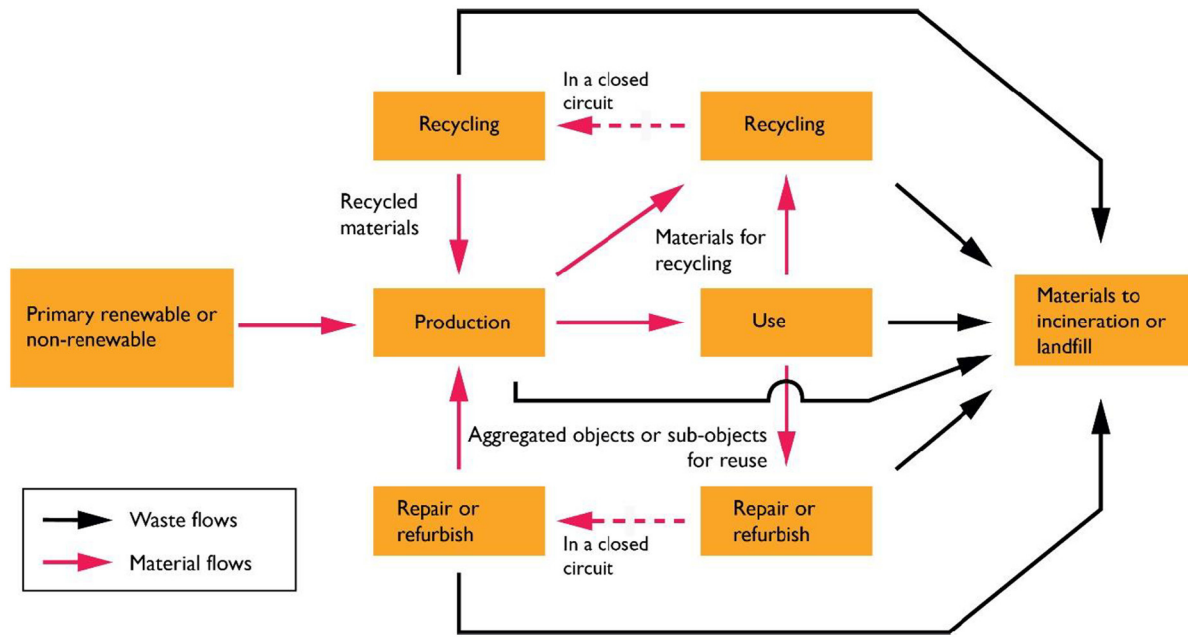 In a closed
circuit
Recycling
Recycling
Recycled
materials
Materials for
recycling
Primary renewable or
non-renewable
Production
Use
Materials to
incineration or
landfill
Aggregated objects or sub-objects
for reuse
Repair or
refurbish
Repair or
refurbish
In a closed
circuit
Waste flows
Material flows